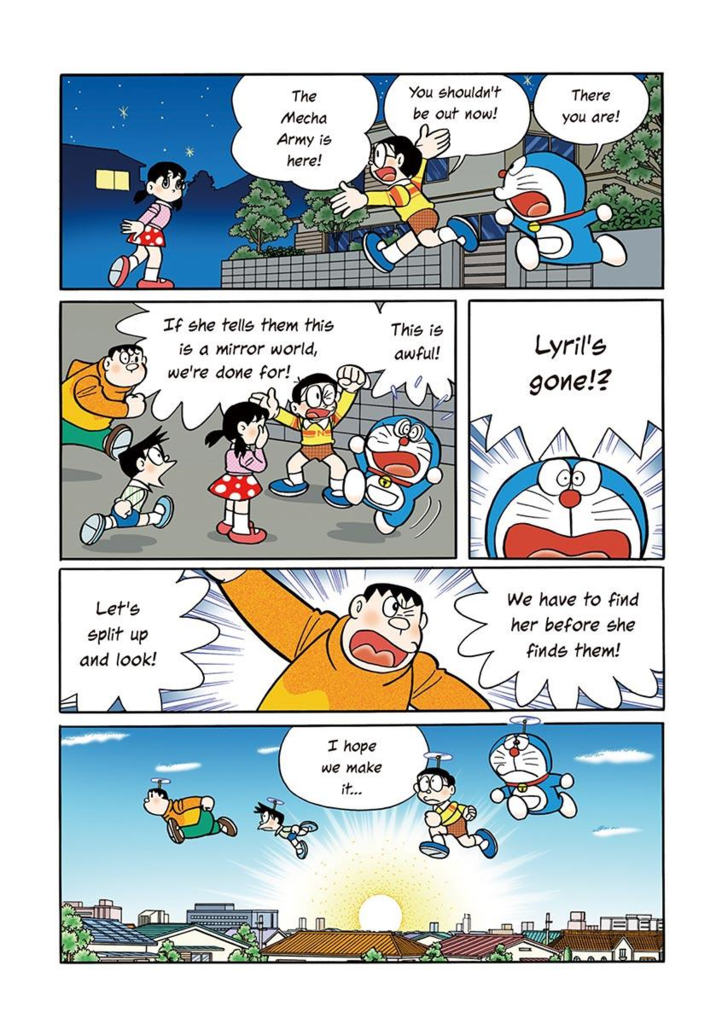 There
you are!
You shouldn't
be out now!
The
Mecha
Army is
here!
Lyril's
gone!?
This is
awful!
If she tells them this
is a mirror world,
we're done for!
We have to find
her before she
finds them!
Let's
split up
and look!
I hope
we make
it...